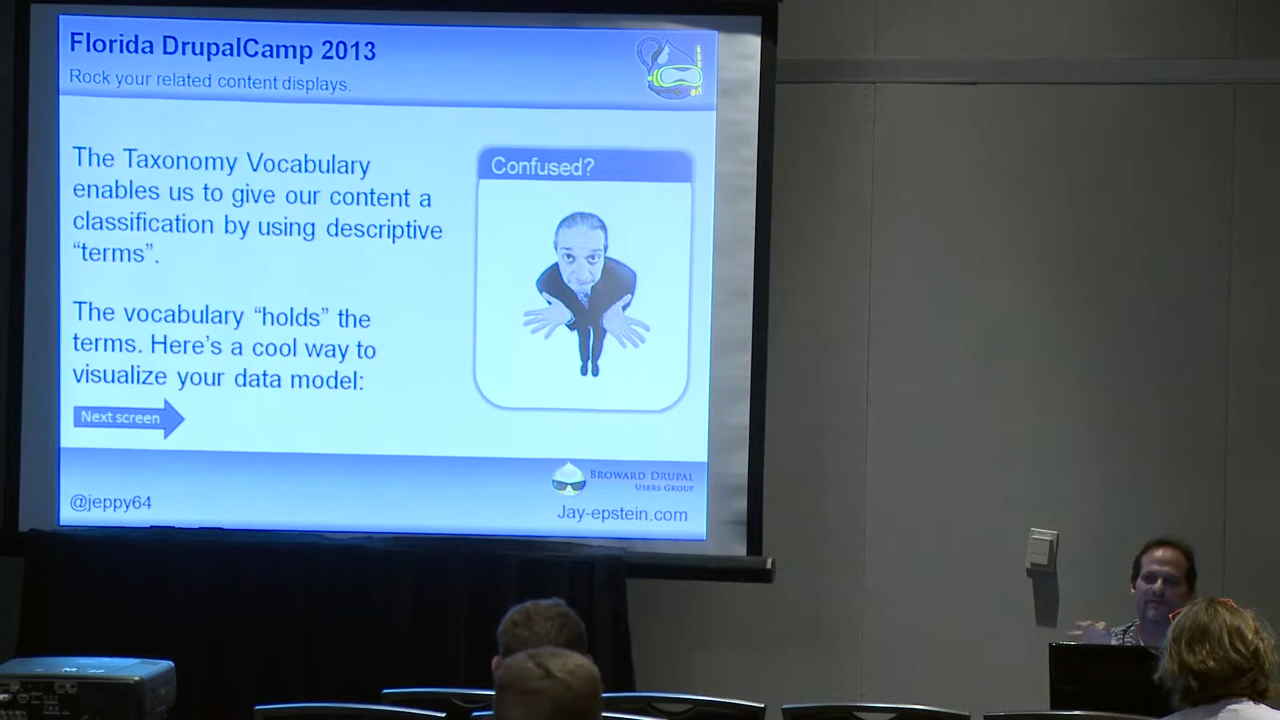 Florida DrupalCamp 2013
Rock your related content displays.
The Taxonomy Vocabulary
enables us to give our content a
classification by using descriptive
“terms”.
The vocabulary “holds” the
terms. Here’s a cool way to
visualize your data model:
Next screen
Confused?
@jeppy64
BROWARD DRUPAL
USERS GROUP
Jay-epstein.com